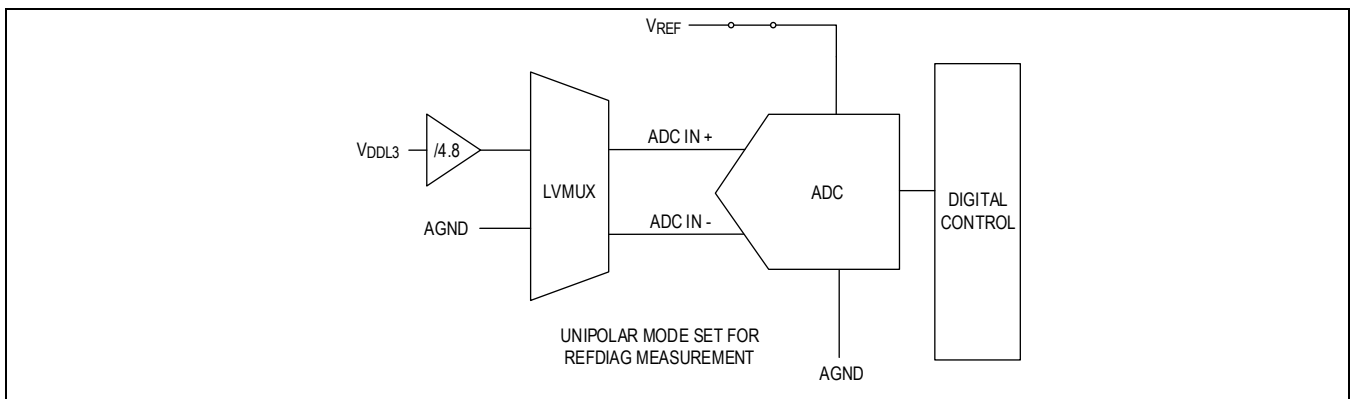 VREF
VDDL3
/4.8
ADC IN +
LVMUX
ADC
DIGITAL
CONTROL
AGND
ADC IN -
UNIPOLAR MODE SET FOR
REFDIAG MEASUREMENT
AGND